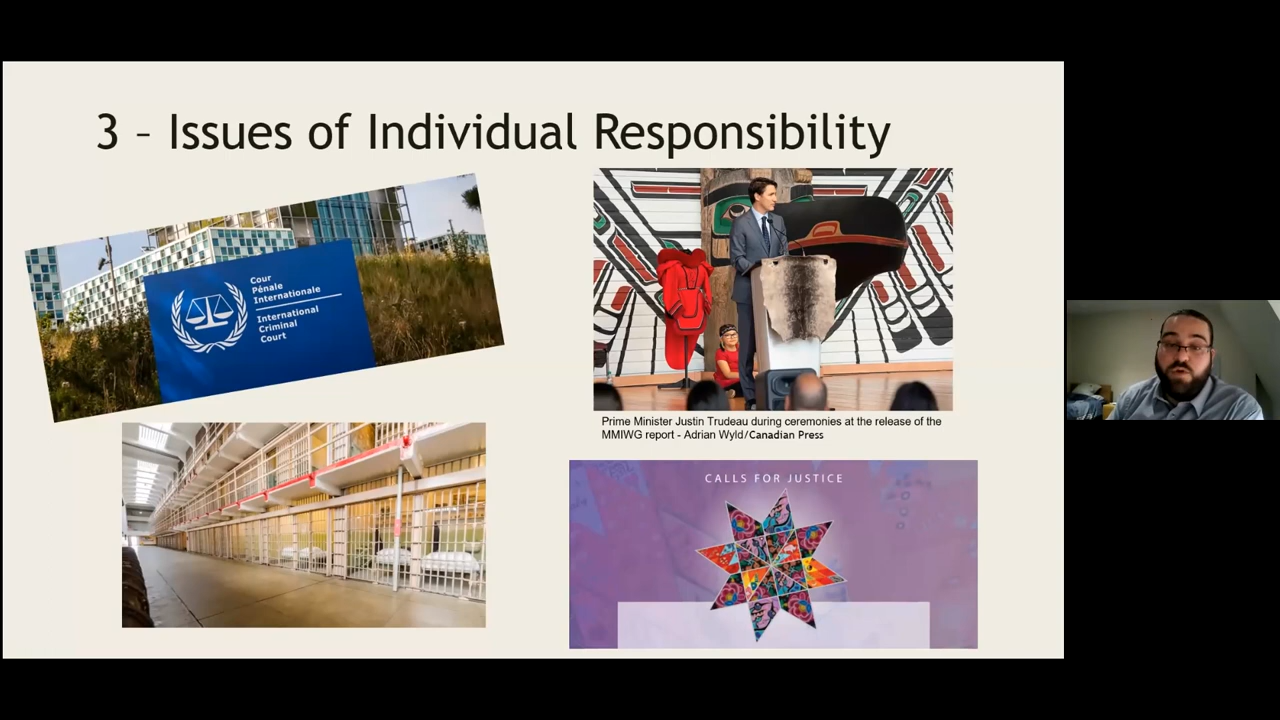 3 – Issues of Individual Responsibility
Cour
Pénale
Internationale
International
Criminal
Court
Prime Minister Justin Trudeau during ceremonies at the release of the
MMIWG report - Adrian Wyld/Canadian Press
CALLS FOR JUSTICE